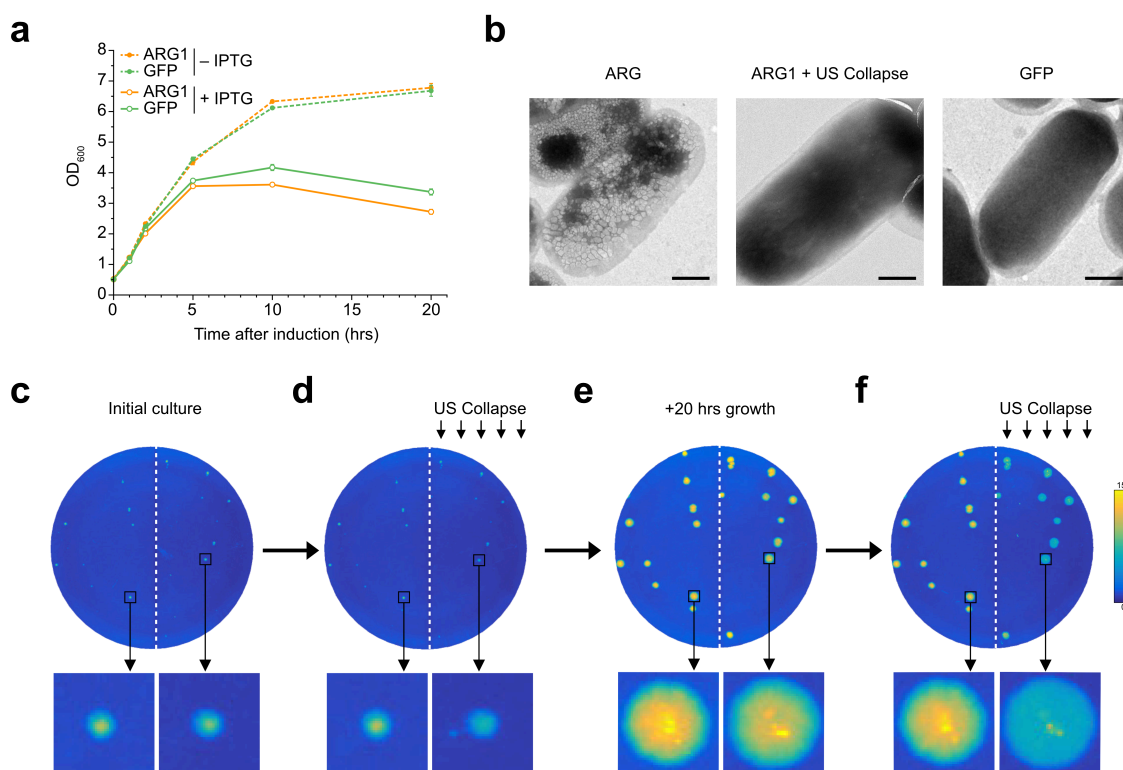 a
8
7
6
5
4
3
2
1
0
OD600
ARG1
GFP
– IPTG
ARG1
GFP
+ IPTG
0 5 10 15 20
Time after induction (hrs)
b
ARG ARG1 + US Collapse GFP
c
Initial culture
d
US Collapse
e
+20 hrs growth
f
US Collapse